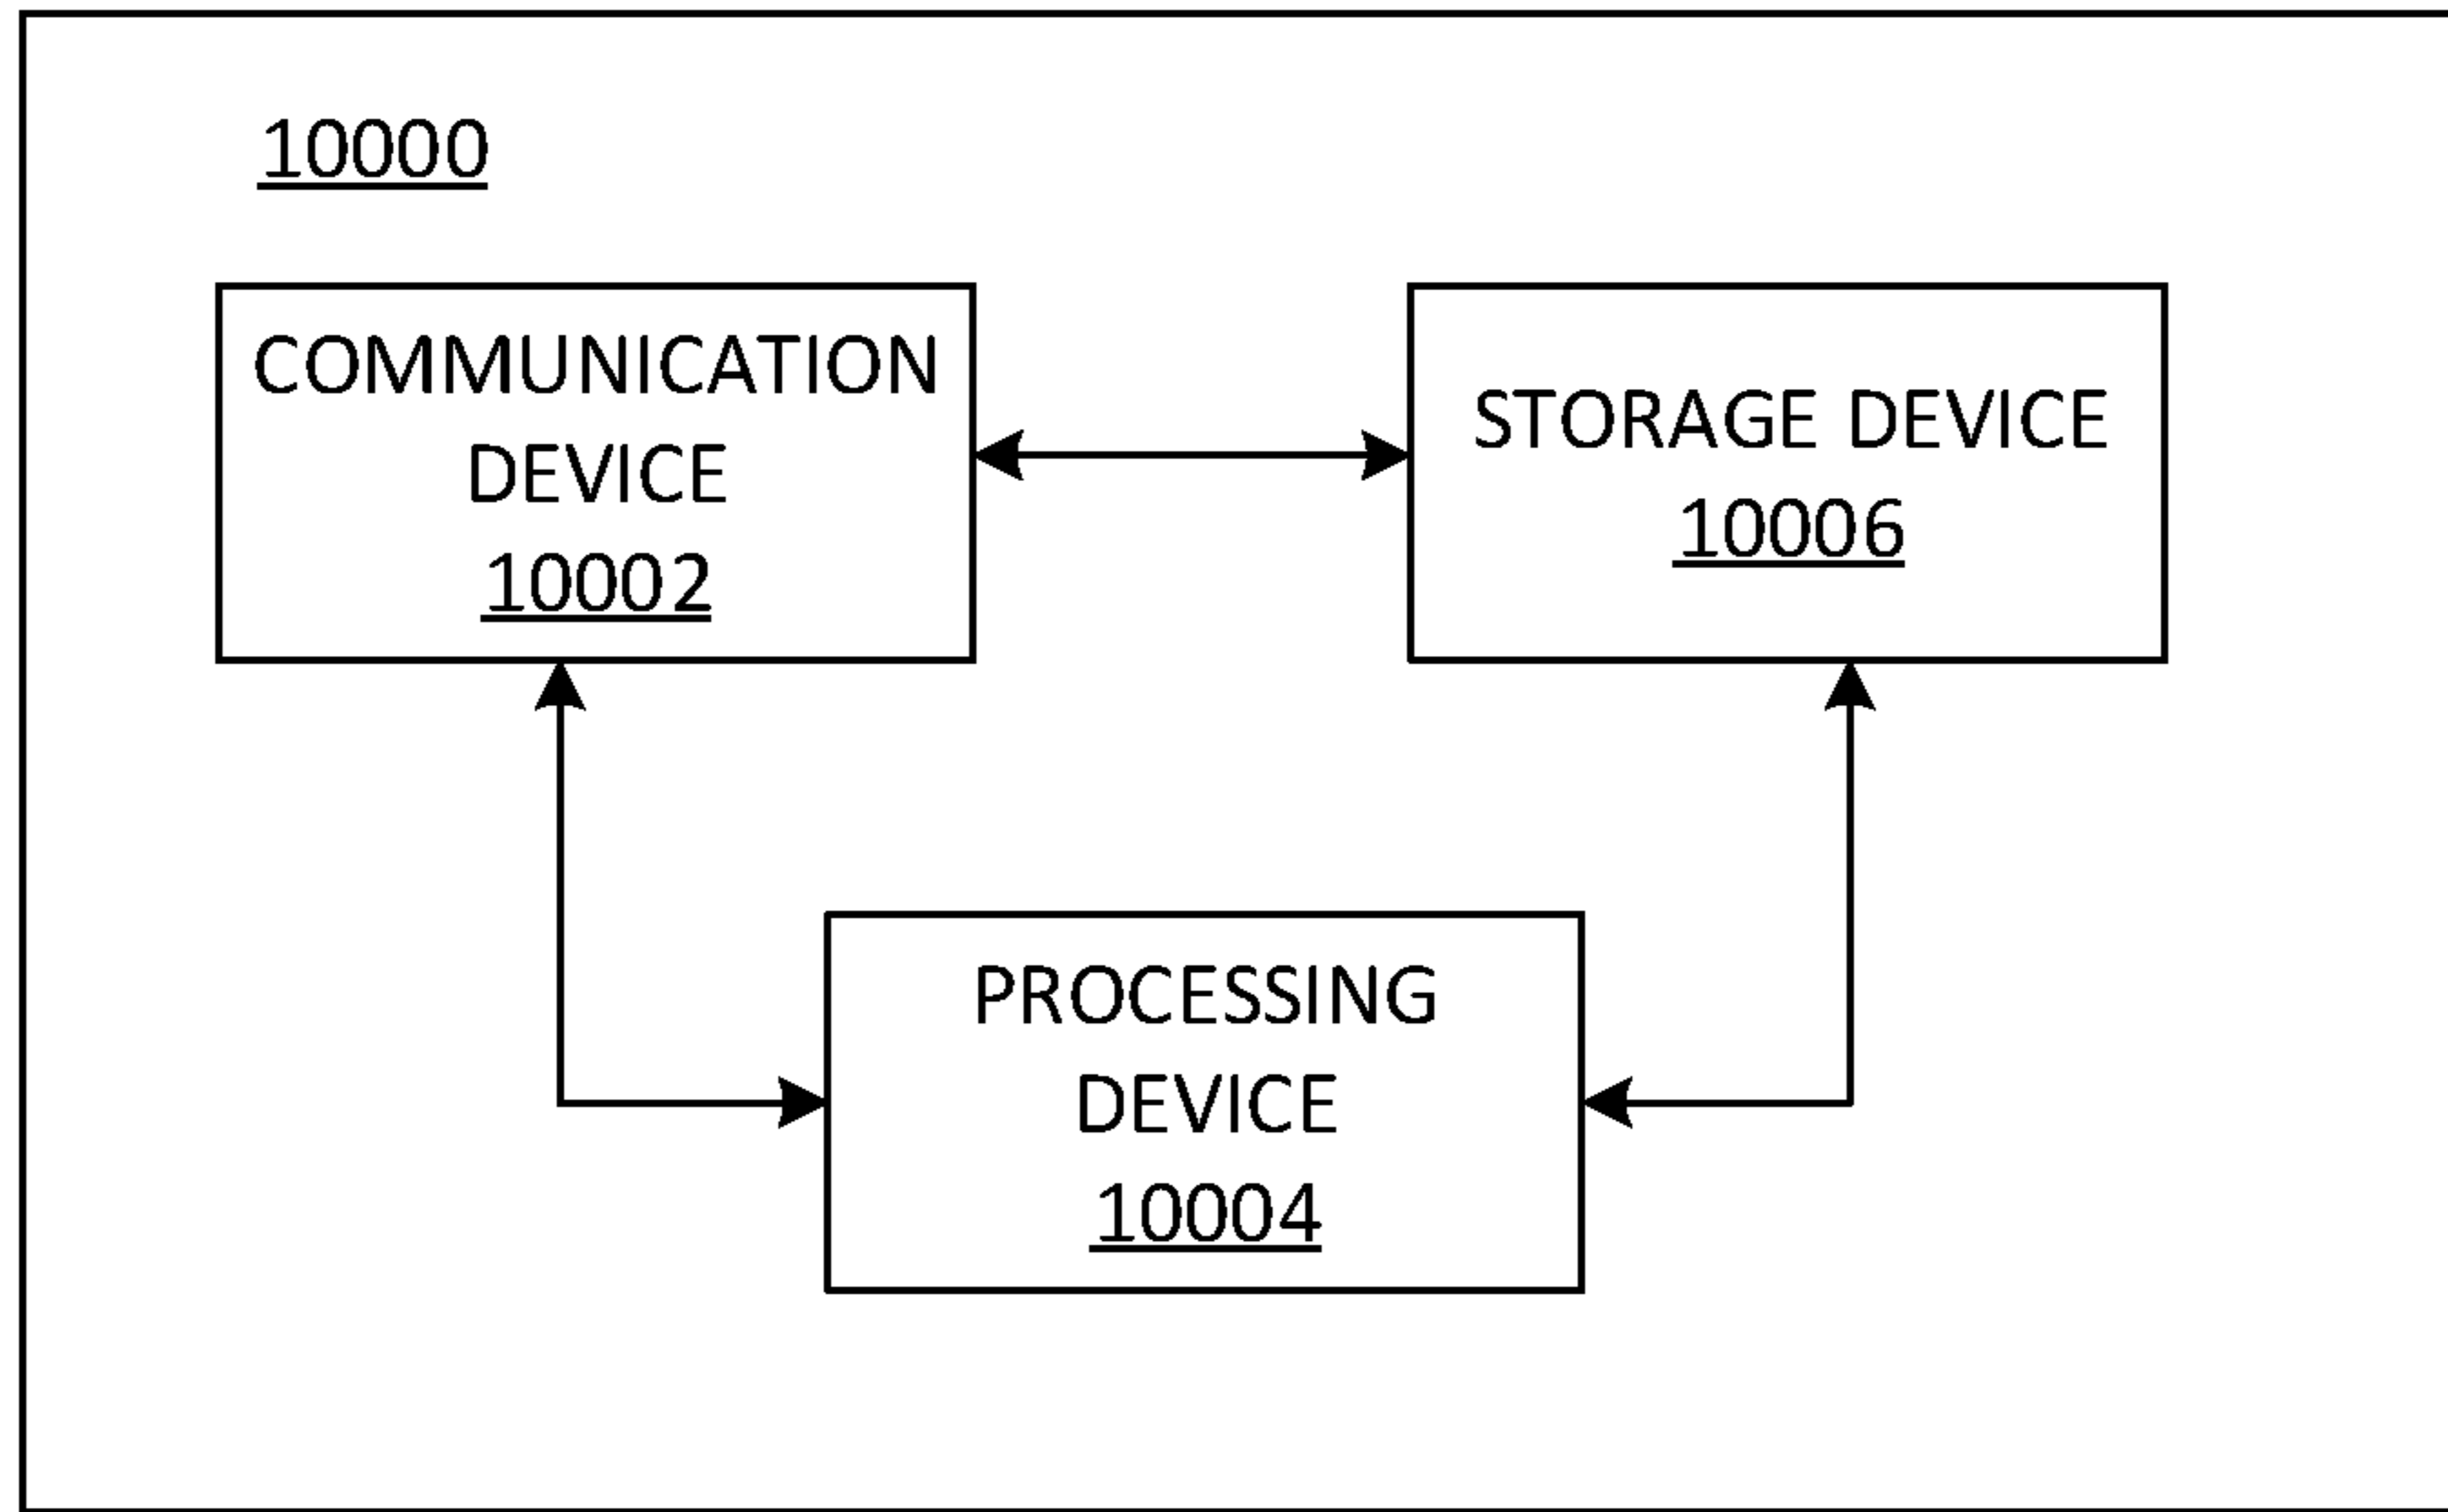 10000
COMMUNICATION
DEVICE
10002
STORAGE DEVICE
10006
PROCESSING
DEVICE
10004